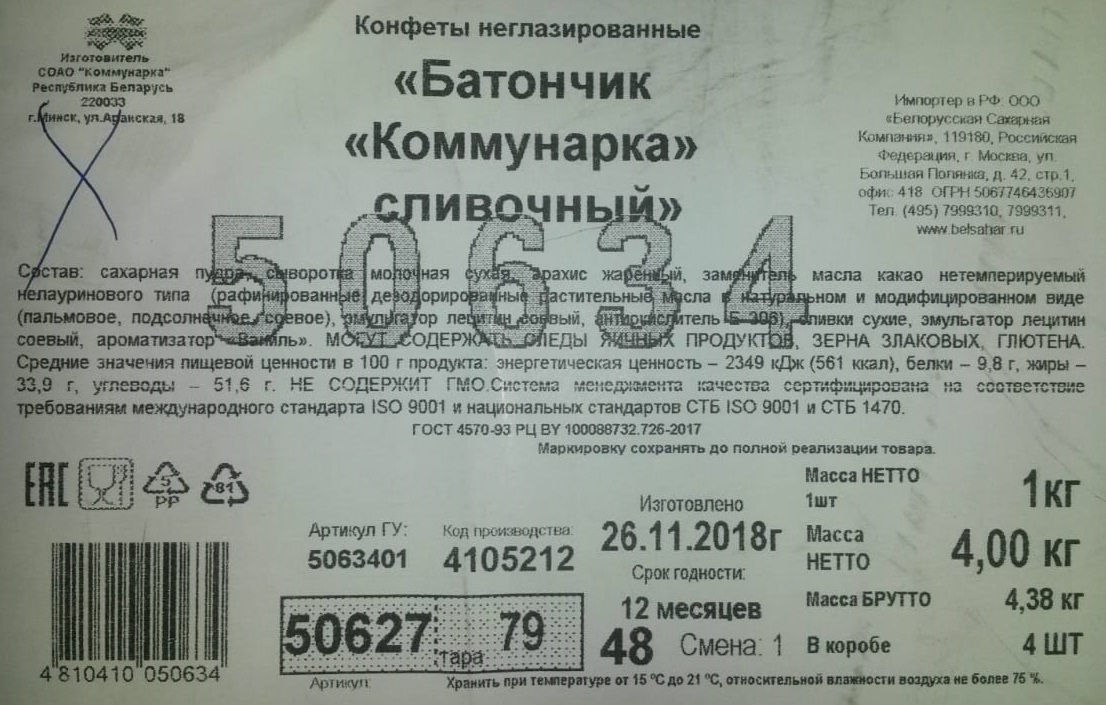 Изготовитель
СОАО "Коммунарка"
Республика Беларусь
220033
г.Минск, ул.Аранская, 18
Конфеты неглазированные
«Батончик
«Коммунарка»
сливочный»
Импортер в РФ: ООО
«Белорусская Сахарная
Компания», 119180, Российская
Федерация, г. Москва, ул.
Большая Полянка, д. 42, стр.1,
офис 418 ОГРН 5067746436907
Тел. (495) 7999310, 7999311,
www.belsahar.ru
50634
Состав: сахарная пудра, сыворотка молочная сухая, арахис жареный, заменитель масла какао нетемперируемый
нелауринового типа (рафинированные дезодорированные растительные масла в натуральном и модифицированном виде
(пальмовое, подсолнечное, соевое), эмульгатор лецитин соевый, антиокислитель Е 306), сливки сухие, эмульгатор лецитин
соевый, ароматизатор «Ваниль». МОГУТ СОДЕРЖАТЬ СЛЕДЫ ЯИЧНЫХ ПРОДУКТОВ, ЗЕРНА ЗЛАКОВЫХ, ГЛЮТЕНА.
Средние значения пищевой ценности в 100 г продукта: энергетическая ценность – 2349 кДж (561 ккал), белки – 9,8 г, жиры –
33,9 г, углеводы – 51,6 г. НЕ СОДЕРЖИТ ГМО.Система менеджмента качества сертифицирована на соответствие
требованиям международного стандарта ISO 9001 и национальных стандартов СТБ ISO 9001 и СТБ 1470.
ГОСТ 4570-93 РЦ BY 100088732.726-2017
Маркировку сохранять до полной реализации товара.
EAC
5
PP
81
4 810410 050634
Артикул ГУ:
5063401
Код производства:
4105212
50627
тара
79
Артикул:
Изготовлено
26.11.2018г
Срок годности:
12 месяцев
48 Смена: 1
Масса НЕТТО
1шт
1кг
Масса
НЕТТО
4,00 кг
Масса БРУТТО
4,38 кг
В коробе
4 ШТ
Хранить при температуре от 15 °С до 21 °С, относительной влажности воздуха не более 75 %.